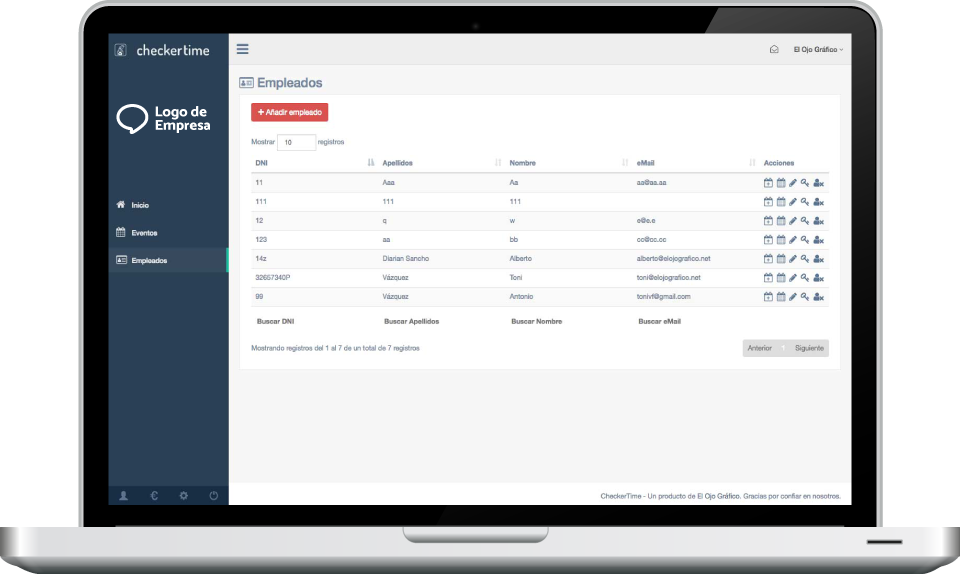 checkertime
El Ojo Gráfico
Logo de
Empresa
Inicio
Eventos
Empleados
Empleados
+ Añadir empleado
Mostrar 10 registros
DNI Apellidos Nombre eMail Acciones
11 Aaa Aa aa@aa.aa
111 111 111
12 q w e@e.e
123 aa bb cc@cc.cc
14z Diarian Sancho Alberto alberto@elojografico.net
32657340P Vázquez Toni toni@elojografico.net
99 Vázquez Antonio tonivf@gmail.com
Buscar DNI Buscar Apellidos Buscar Nombre Buscar eMail
Mostrando registros del 1 al 7 de un total de 7 registros
Anterior 1 Siguiente
CheckerTime - Un producto de El Ojo Gráfico. Gracias por confiar en nosotros.